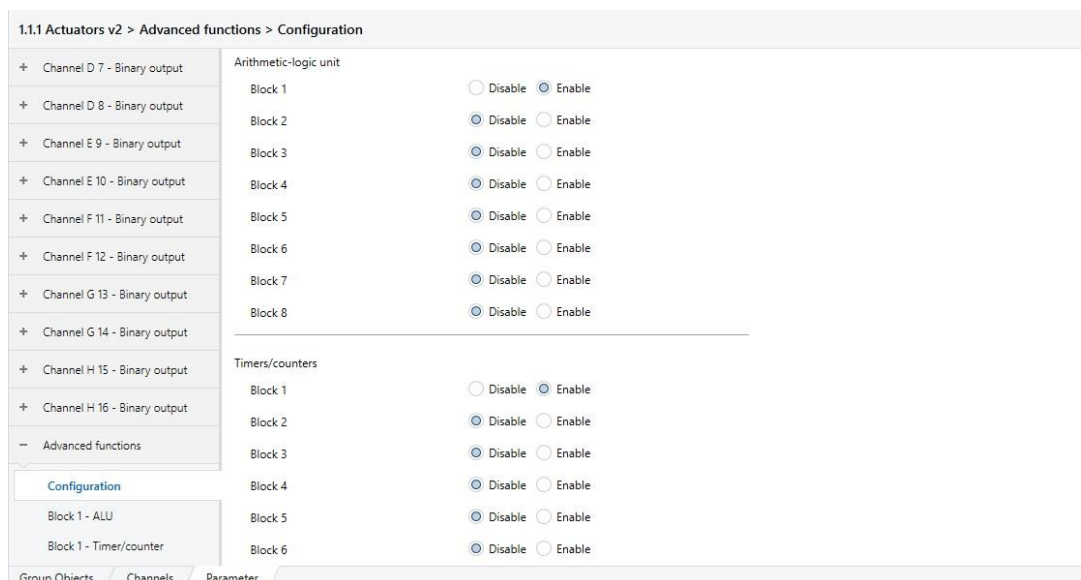 1.1.1 Actuators v2 > Advanced functions > Configuration
+ Channel D 7 - Binary output
+ Channel D 8 - Binary output
+ Channel E 9 - Binary output
+ Channel E 10 - Binary output
+ Channel F 11 - Binary output
+ Channel F 12 - Binary output
+ Channel G 13 - Binary output
+ Channel G 14 - Binary output
+ Channel H 15 - Binary output
+ Channel H 16 - Binary output
− Advanced functions
Configuration
Block 1 - ALU
Block 1 - Timer/counter
Arithmetic-logic unit
Block 1 Disable Enable
Block 2 Disable Enable
Block 3 Disable Enable
Block 4 Disable Enable
Block 5 Disable Enable
Block 6 Disable Enable
Block 7 Disable Enable
Block 8 Disable Enable
Timers/counters
Block 1 Disable Enable
Block 2 Disable Enable
Block 3 Disable Enable
Block 4 Disable Enable
Block 5 Disable Enable
Block 6 Disable Enable
Group Objects Channels Parameter